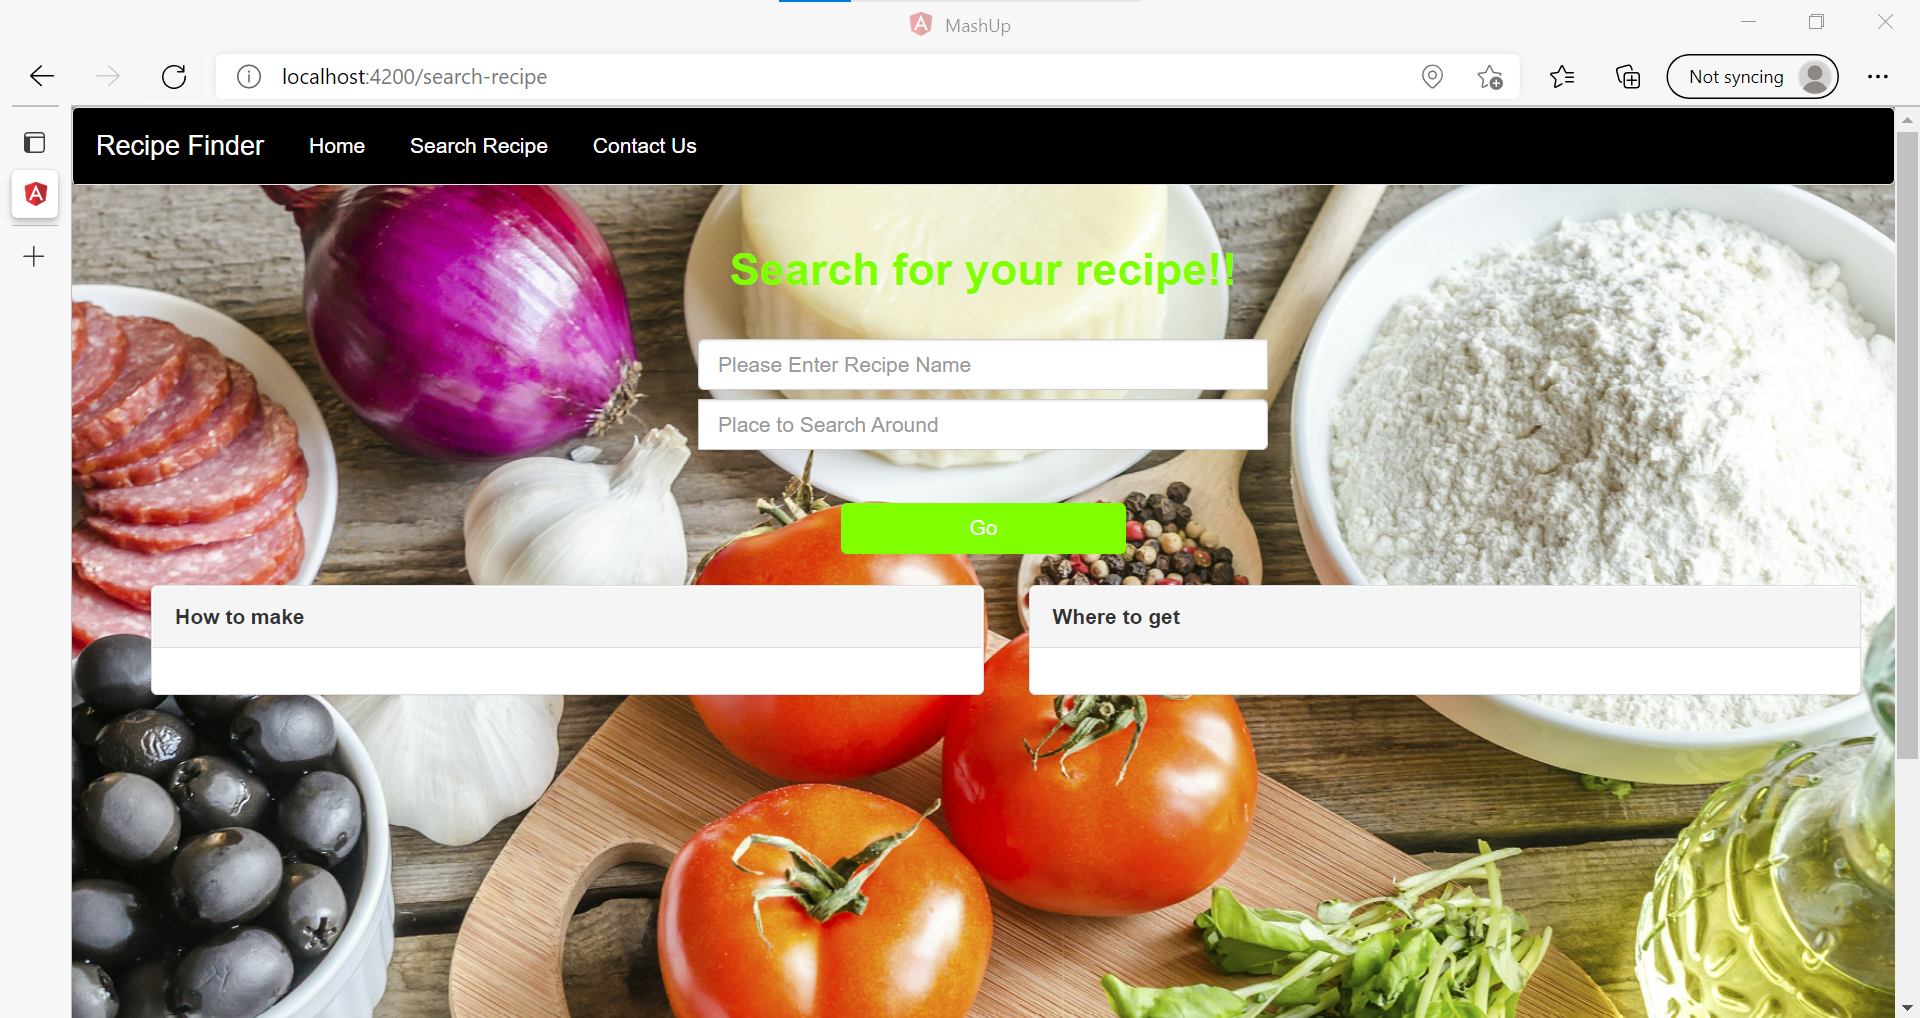 MashUp
localhost:4200/search-recipe
Not syncing
Recipe Finder Home Search Recipe Contact Us
Search for your recipe!!
Please Enter Recipe Name
Place to Search Around
Go
How to make
Where to get